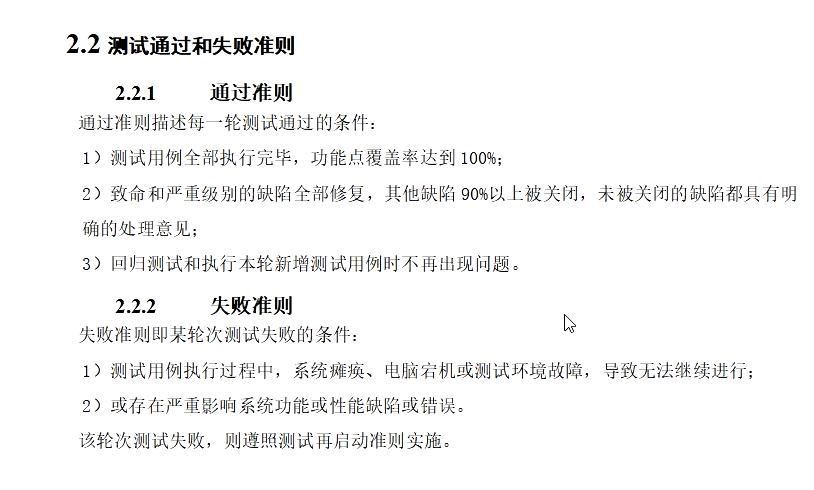 2.2 测试通过和失败准则
2.2.1 通过准则
通过准则描述每一轮测试通过的条件：
1）测试用例全部执行完毕，功能点覆盖率达到 100%；
2）致命和严重级别的缺陷全部修复，其他缺陷 90%以上被关闭，未被关闭的缺陷都具有明
确的处理意见；
3）回归测试和执行本轮新增测试用例时不再出现问题。
2.2.2 失败准则
失败准则即某轮次测试失败的条件：
1）测试用例执行过程中，系统瘫痪、电脑宕机或测试环境故障，导致无法继续进行；
2）或存在严重影响系统功能或性能缺陷或错误。
该轮次测试失败，则遵照测试再启动准则实施。